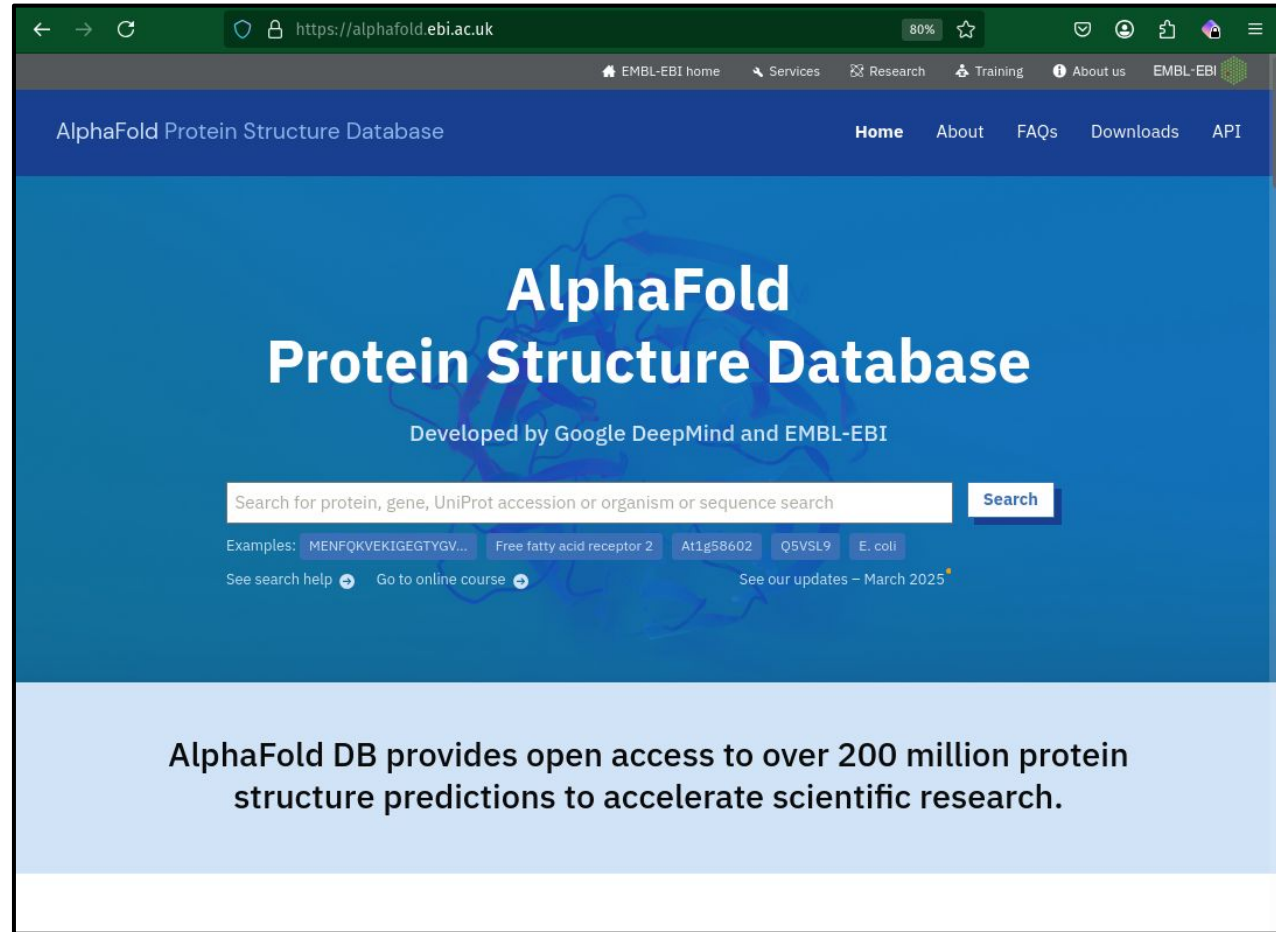 https://alphafold.ebi.ac.uk 80%
EMBL-EBI home Services Research Training About us EMBL-EBI
AlphaFold Protein Structure Database Home About FAQs Downloads API
AlphaFold
Protein Structure Database
Developed by Google DeepMind and EMBL-EBI
Search for protein, gene, UniProt accession or organism or sequence search Search
Examples: MENFQKVEKIGEGTYGV... Free fatty acid receptor 2 At1g58602 Q5VSL9 E. coli
See search help Go to online course See our updates – March 2025
AlphaFold DB provides open access to over 200 million protein
structure predictions to accelerate scientific research.